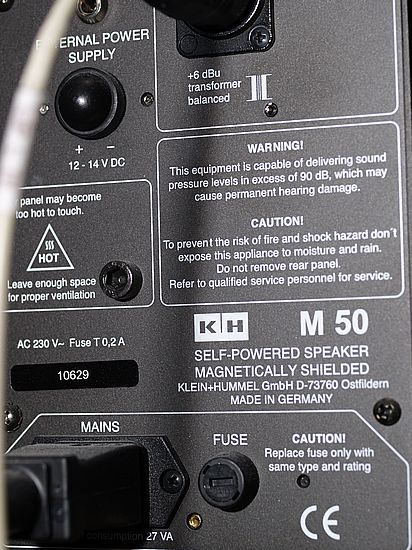 EXTERNAL POWER
SUPPLY
+ −
12 - 14 V DC
+6 dBu
transformer
balanced
WARNING!
This equipment is capable of delivering sound
pressure levels in excess of 90 dB, which may
cause permanent hearing damage.
CAUTION!
To prevent the risk of fire and shock hazard don't
expose this appliance to moisture and rain.
Do not remove rear panel.
Refer to qualified service personnel for service.
panel may become
too hot to touch.
HOT
Leave enough space
for proper ventilation
KH M 50
SELF-POWERED SPEAKER
MAGNETICALLY SHIELDED
KLEIN+HUMMEL GmbH D-73760 Ostfildern
MADE IN GERMANY
AC 230 V~ Fuse T 0,2 A
10629
MAINS
FUSE
CAUTION!
Replace fuse only with
same type and rating
CE
consumption 27 VA
KH